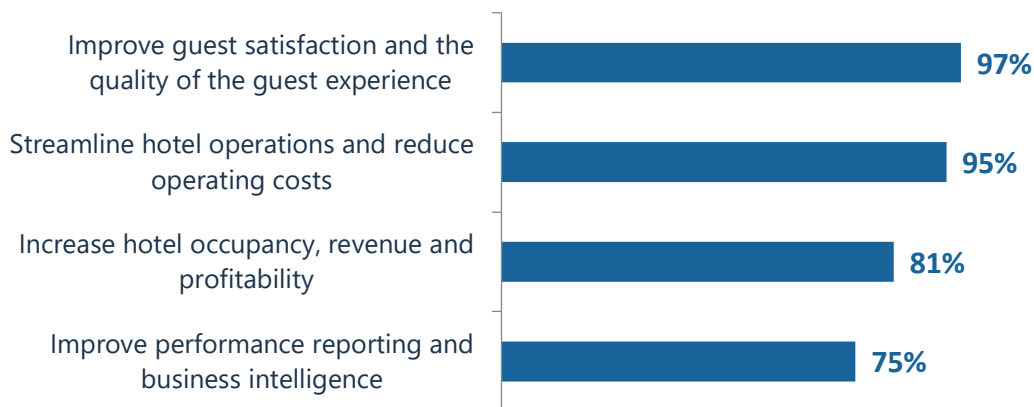 Improve guest satisfaction and the
quality of the guest experience
97%
Streamline hotel operations and reduce
operating costs
95%
Increase hotel occupancy, revenue and
profitability
81%
Improve performance reporting and
business intelligence
75%